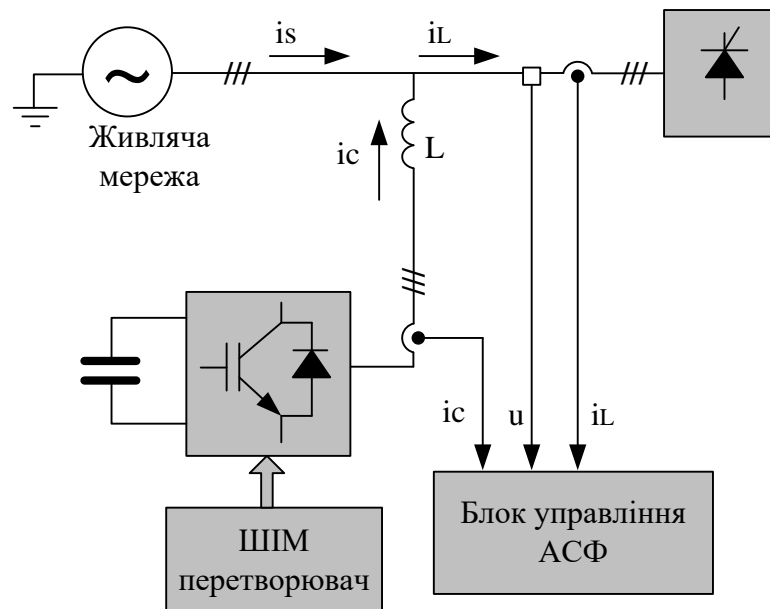 is
iL
Живляча
мережа
ic
L
ic
u
iL
Блок управління
АСФ
ШІМ
перетворювач